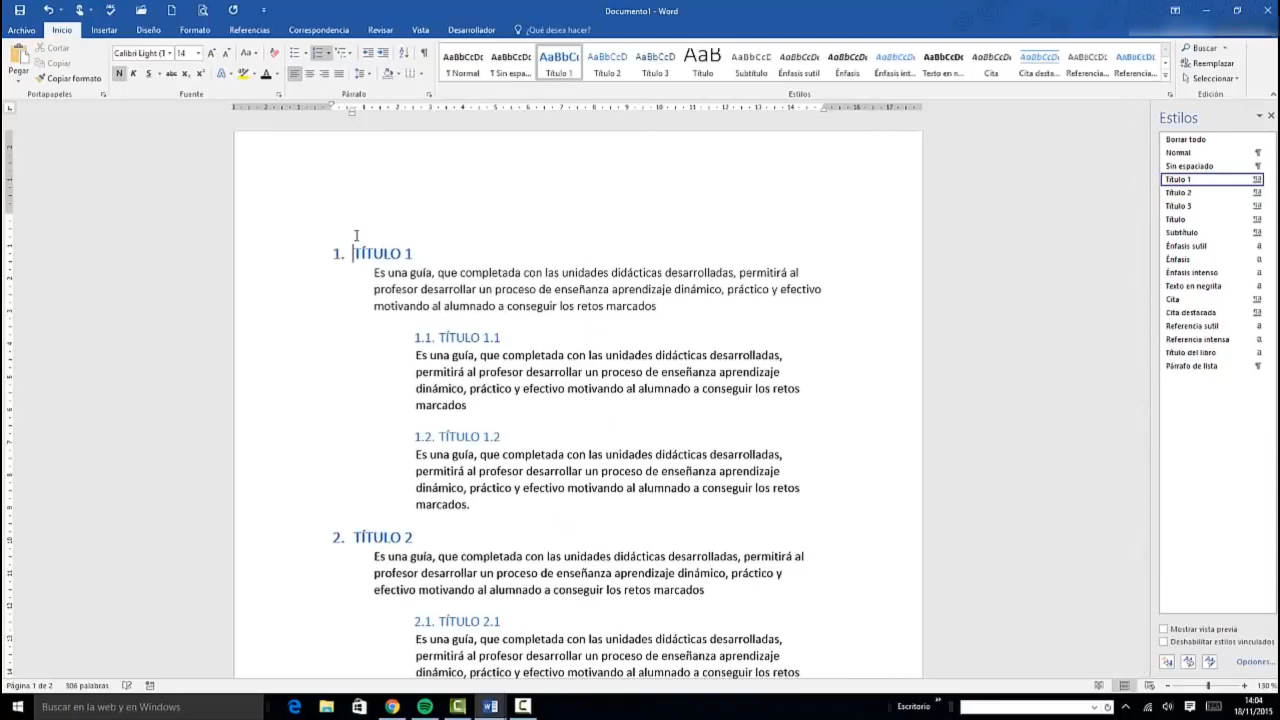 Documento1 - Word
Archivo Inicio Insertar Diseño Formato Referencias Correspondencia Revisar Vista Desarrollador ¿Qué desea hacer?
Pegar
Cortar
Copiar
Copiar formato
Portapapeles
Calibri Light (T 14
Aa
N K S abc x₂ x²
Fuente
Párrafo
AaBbCcDc AaBbCcDc AaBbCc AaBbCcD AaBbCcD AaB AaBbCcD AaBbCcDc AaBbCcDc AaBbCcDc AaBbCcDc AaBbCcDc AaBbCcDc AaBbCcDc AaBbCcDc
¶ Normal ¶ Sin espa... Título 1 Título 2 Título 3 Título Subtítulo Énfasis sutil Énfasis Énfasis int... Texto en n... Cita Cita desta... Referencia... Referencia...
Estilos
Buscar
Reemplazar
Seleccionar
Edición
Estilos
Borrar todo
Normal
Sin espaciado
Título 1
Título 2
Título 3
Título
Subtítulo
Énfasis sutil
Énfasis
Énfasis intenso
Texto en negrita
Cita
Cita destacada
Referencia sutil
Referencia intensa
Título del libro
Párrafo de lista
Mostrar vista previa
Deshabilitar estilos vinculados
Opciones...
1. TÍTULO 1
Es una guía, que completada con las unidades didácticas desarrolladas, permitirá al
profesor desarrollar un proceso de enseñanza aprendizaje dinámico, práctico y efectivo
motivando al alumnado a conseguir los retos marcados
1.1. TÍTULO 1.1
Es una guía, que completada con las unidades didácticas desarrolladas,
permitirá al profesor desarrollar un proceso de enseñanza aprendizaje
dinámico, práctico y efectivo motivando al alumnado a conseguir los retos
marcados
1.2. TÍTULO 1.2
Es una guía, que completada con las unidades didácticas desarrolladas,
permitirá al profesor desarrollar un proceso de enseñanza aprendizaje
dinámico, práctico y efectivo motivando al alumnado a conseguir los retos
marcados.
2. TÍTULO 2
Es una guía, que completada con las unidades didácticas desarrolladas, permitirá al
profesor desarrollar un proceso de enseñanza aprendizaje dinámico, práctico y
efectivo motivando al alumnado a conseguir los retos marcados
2.1. TÍTULO 2.1
Es una guía, que completada con las unidades didácticas desarrolladas,
permitirá al profesor desarrollar un proceso de enseñanza aprendizaje
dinámico, práctico y efectivo motivando al alumnado a conseguir los retos
Página 1 de 2 306 palabras
130 %
Buscar en la web y en Windows
Escritorio
14:04
18/11/2015